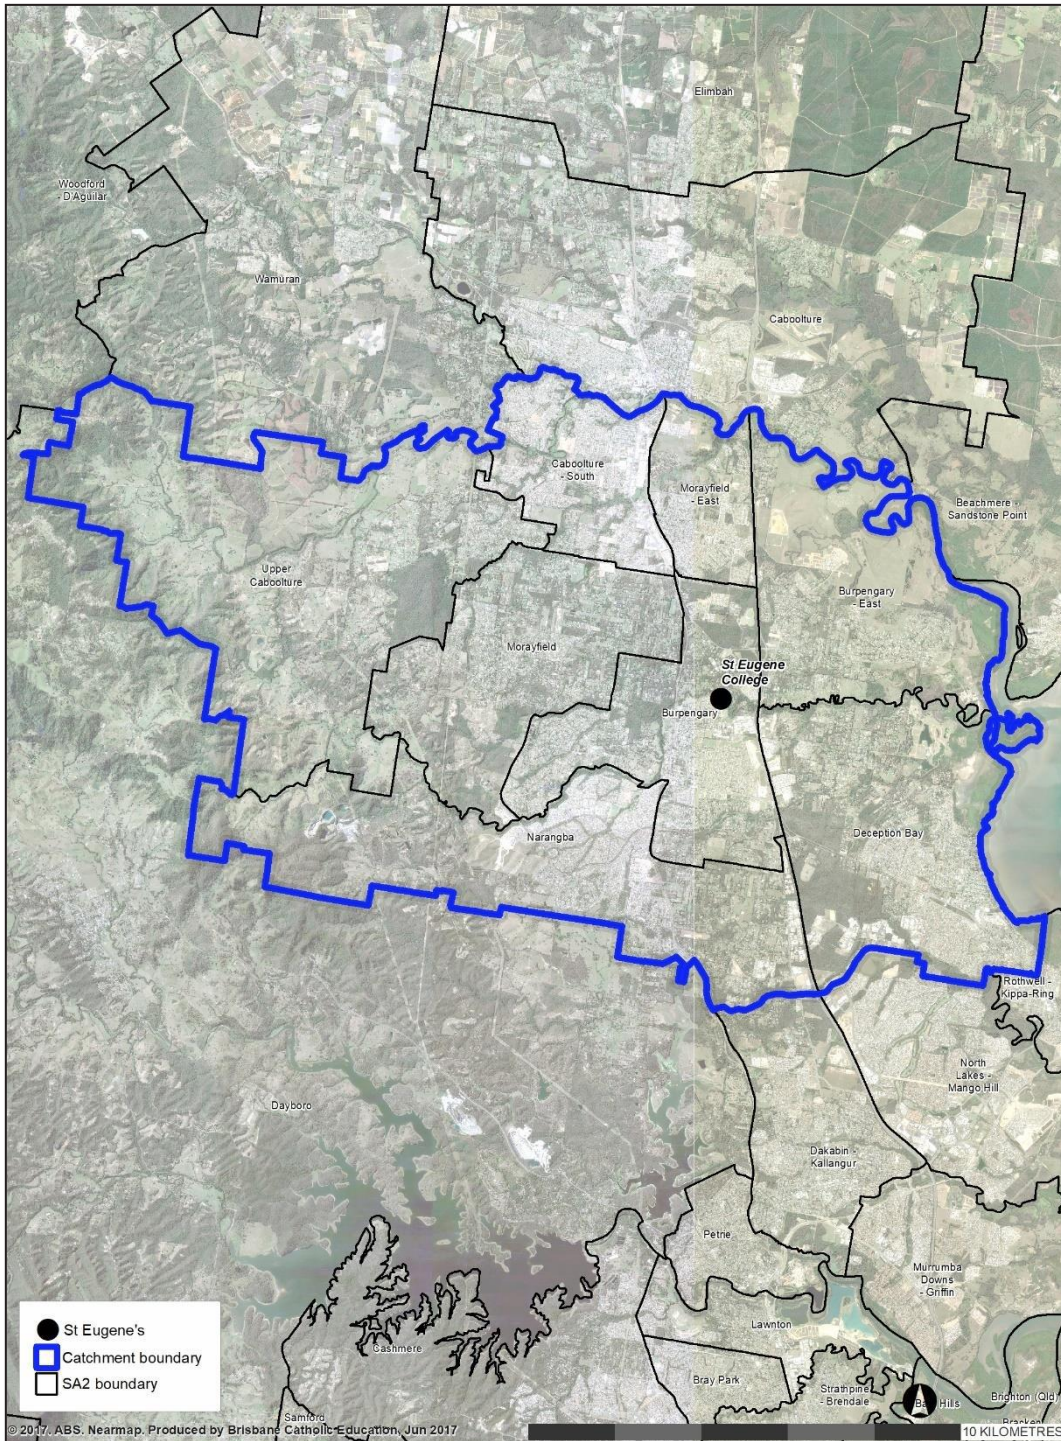 Elimbah
Woodford
- D'Aguilar
Wamuran
Caboolture
Caboolture
- South
Morayfield
- East
Beachmere -
Sandstone Point
Upper
Caboolture
Burpengary
- East
Morayfield
St Eugene
College
Burpengary
Narangba
Deception Bay
Rothwell -
Kippa-Ring
North
Lakes -
Mango Hill
Dayboro
Dakabin -
Kallangur
Petrie
Murrumba
Downs
- Griffin
Lawnton
Cashmere
Bray Park
Strathpine
- Brendale
Hills
Brighton (Qld)
Samford
St Eugene's
Catchment boundary
SA2 boundary
© 2017. ABS. Nearmap. Produced by Brisbane Catholic Education, Jun 2017
10 KILOMETRES